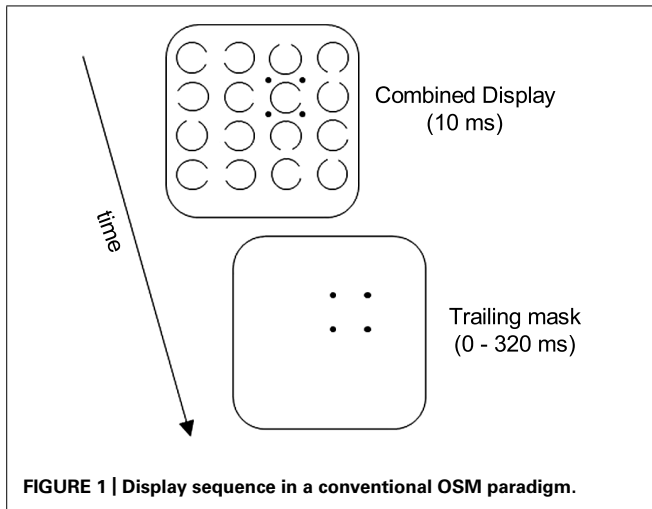 Combined Display
(10 ms)
time
Trailing mask
(0 - 320 ms)
FIGURE 1 | Display sequence in a conventional OSM paradigm.